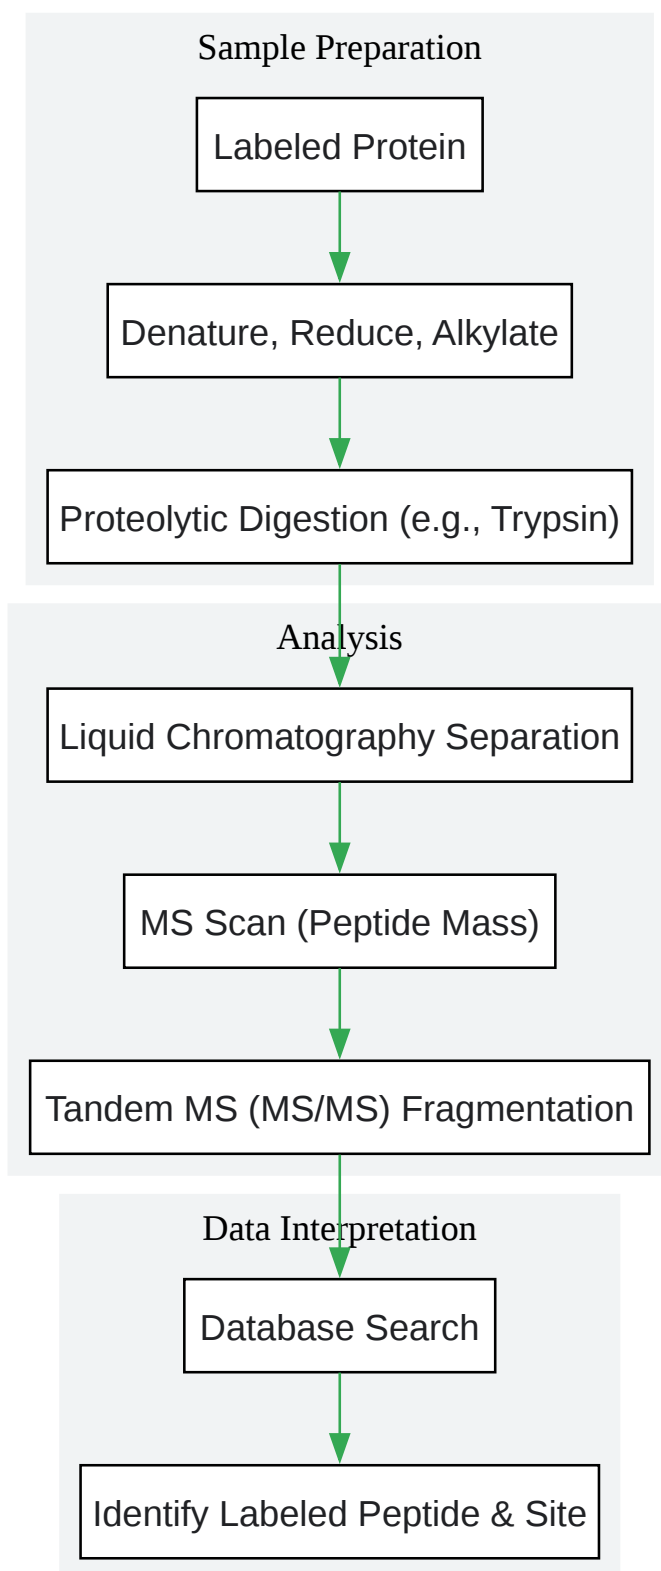 Sample Preparation
Labeled Protein
Denature, Reduce, Alkylate
Proteolytic Digestion (e.g., Trypsin)
Analysis
Liquid Chromatography Separation
MS Scan (Peptide Mass)
Tandem MS (MS/MS) Fragmentation
Data Interpretation
Database Search
Identify Labeled Peptide & Site